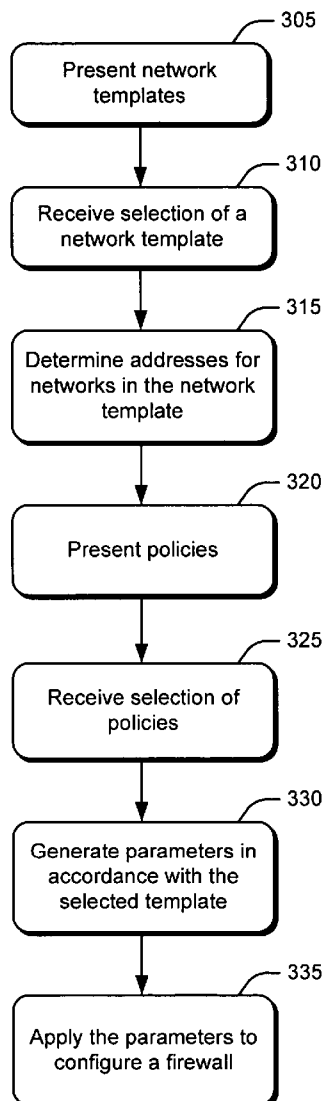 305
Present network
templates
310
Receive selection of a
network template
315
Determine addresses for
networks in the network
template
320
Present policies
325
Receive selection of
policies
330
Generate parameters in
accordance with the
selected template
335
Apply the parameters to
configure a firewall